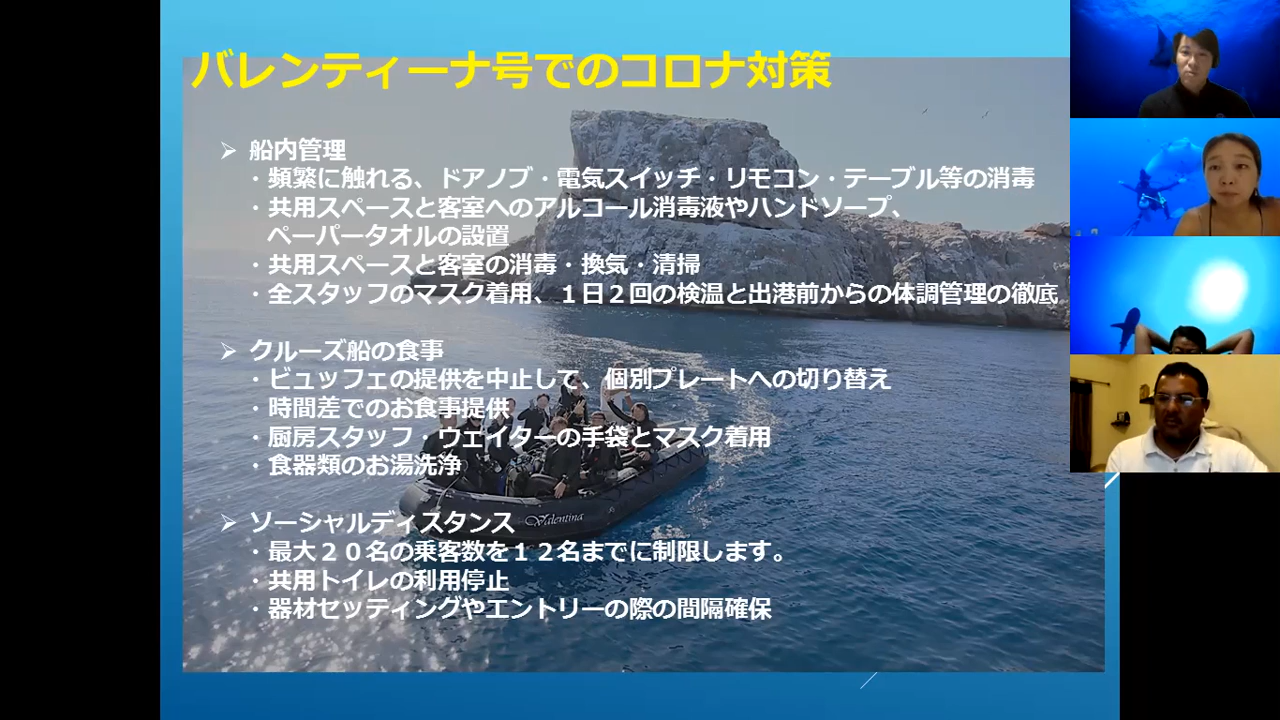 バレンティーナ号でのコロナ対策
➢ 船内管理
・頻繁に触れる、ドアノブ・電気スイッチ・リモコン・テーブル等の消毒
・共用スペースと客室へのアルコール消毒液やハンドソープ、
ペーパータオルの設置
・共用スペースと客室の消毒・換気・清掃
・全スタッフのマスク着用、１日２回の検温と出港前からの体調管理の徹底
➢ クルーズ船の食事
・ビュッフェの提供を中止して、個別プレートへの切り替え
・時間差でのお食事提供
・厨房スタッフ・ウェイターの手袋とマスク着用
・食器類のお湯洗浄
Valentina
➢ ソーシャルディスタンス
・最大２０名の乗客数を１２名までに制限します。
・共用トイレの利用停止
・器材セッティングやエントリーの際の間隔確保